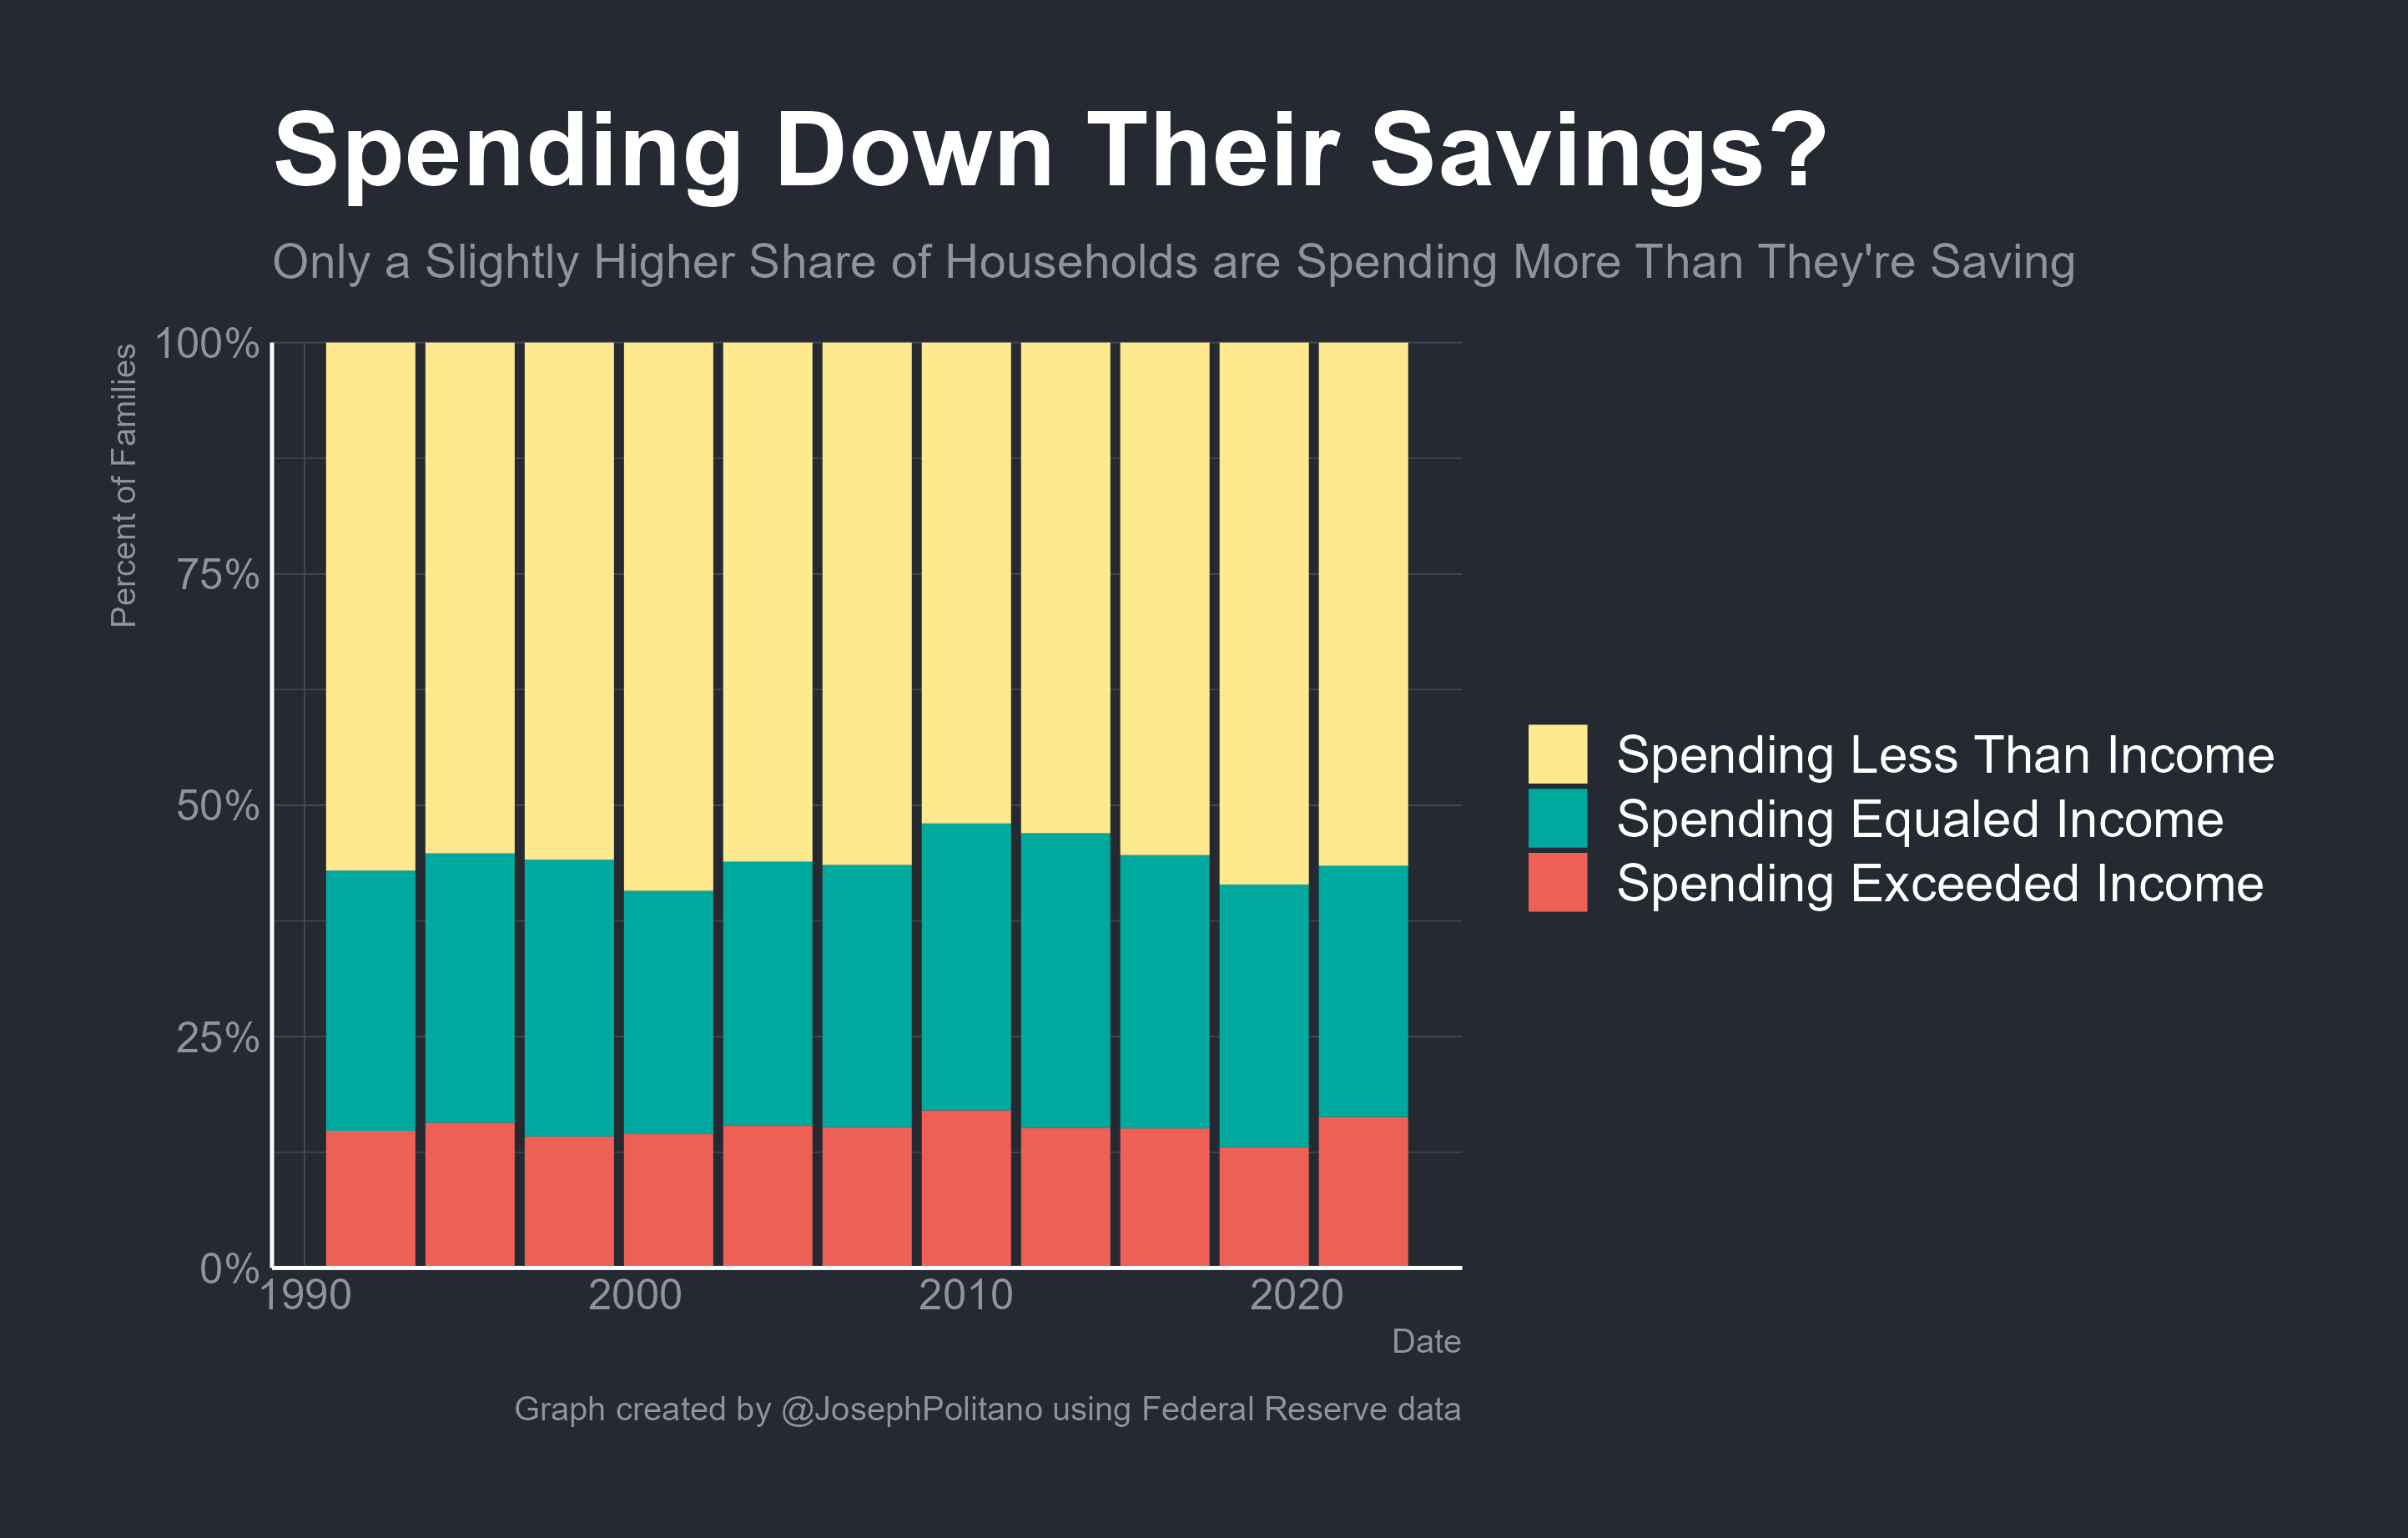 Spending Down Their Savings?
Only a Slightly Higher Share of Households are Spending More Than They're Saving
Percent of Families
100%
75%
50%
25%
0%
1990
2000
2010
2020
Date
Spending Less Than Income
Spending Equaled Income
Spending Exceeded Income
Graph created by @JosephPolitano using Federal Reserve data